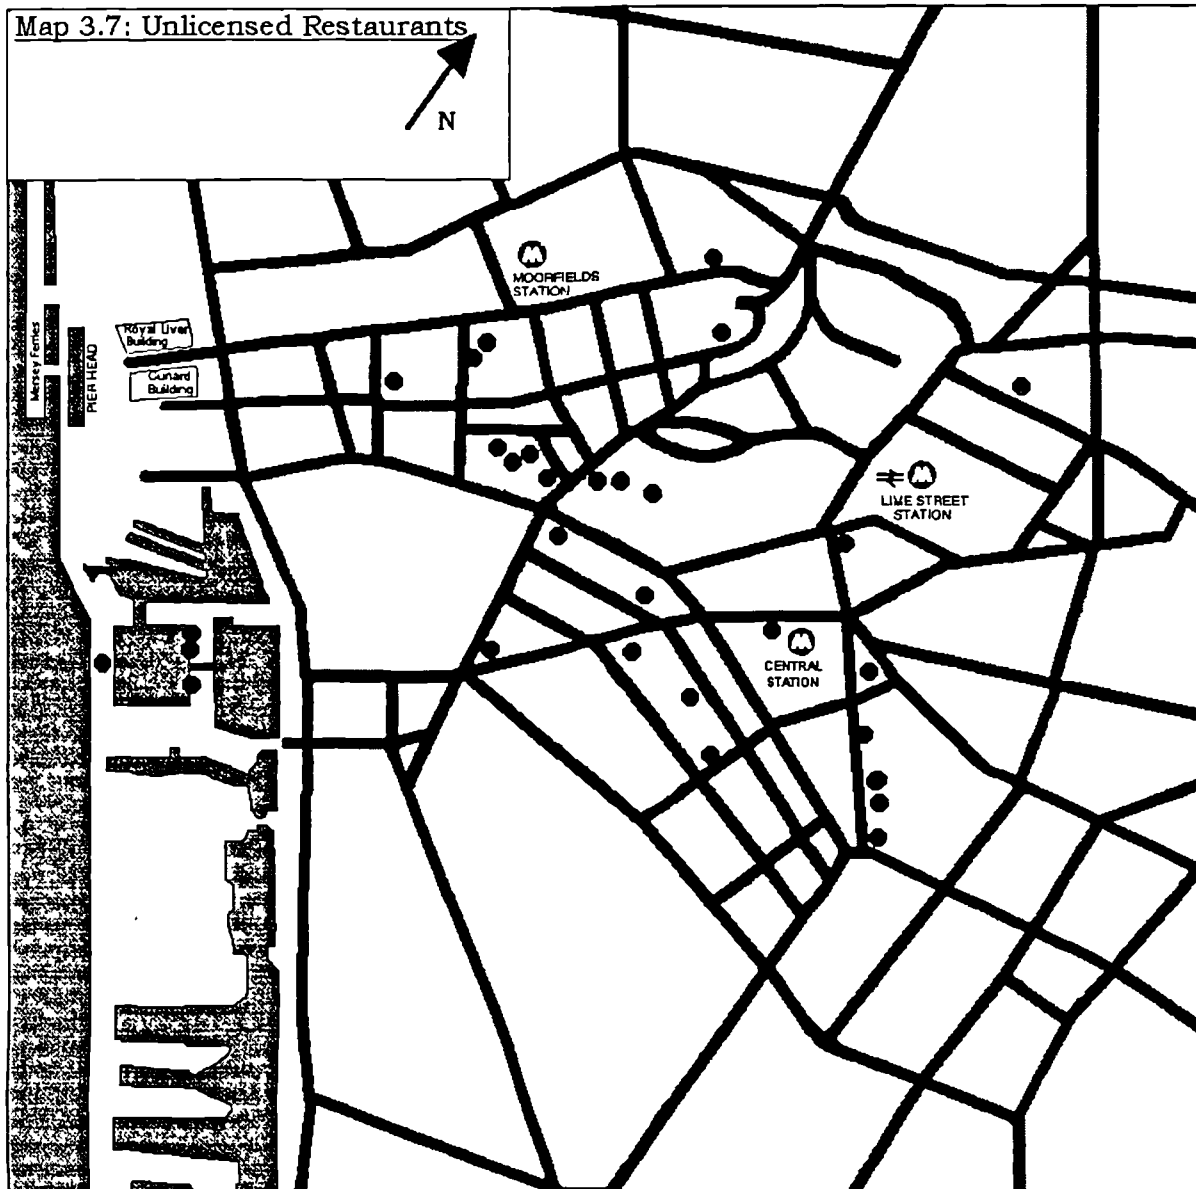 Map 3.7: Unlicensed Restaurants
N
MOORFIELDS
STATION
Royal Liver
Building
Cunard
Building
Mersey Ferries
PIER HEAD
LIME STREET
STATION
CENTRAL
STATION